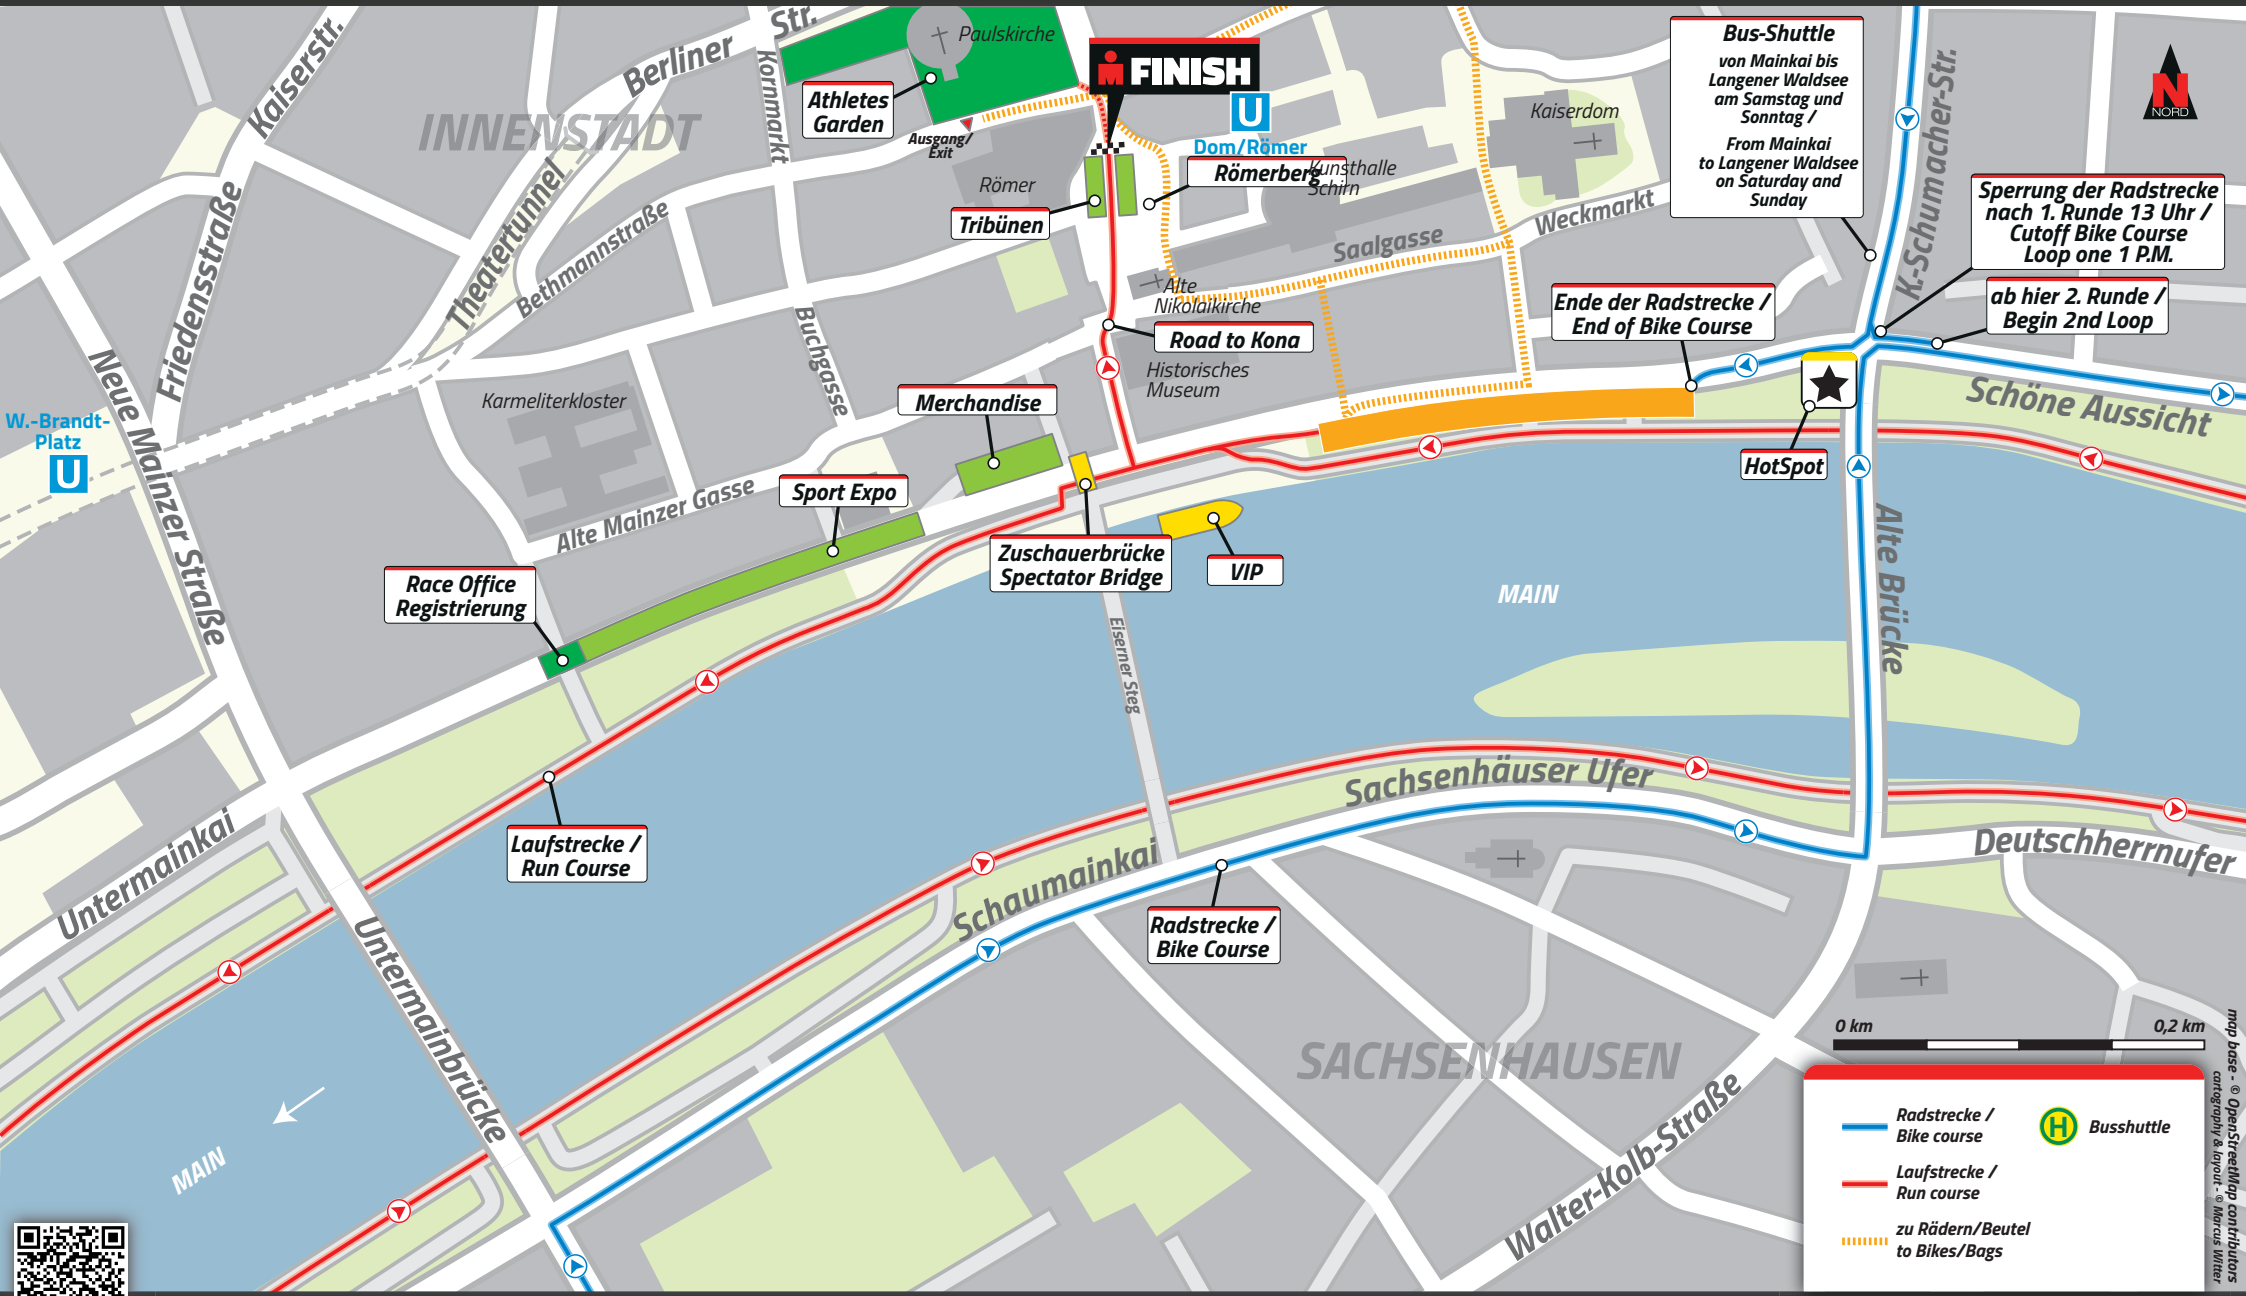 Kaiserstr.
Berliner Str.
Kornmarkt
Paulskirche
FINISH
Athletes
Garden
Ausgang/
Exit
INNENSTADT
U
Dom/Römer
Römerberg
Kunsthalle
Schirn
Kaiserdom
Bus-Shuttle
von Mainkai bis
Langener Waldsee
am Samstag und
Sonntag /
From Mainkai
to Langener Waldsee
on Saturday and
Sunday
K.-Schumacher-Str.
N
NORD
Sperrung der Radstrecke
nach 1. Runde 13 Uhr /
Cutoff Bike Course
Loop one 1 P.M.
ab hier 2. Runde /
Begin 2nd Loop
Römer
Tribünen
Friedensstraße
Theatertunnel
Bethmannstraße
Weckmarkt
Saalgasse
Alte
Nikolaikirche
Road to Kona
Historisches
Museum
Ende der Radstrecke /
End of Bike Course
Schöne Aussicht
HotSpot
Buchgasse
Karmeliterkloster
Merchandise
W.-Brandt-
Platz
U
Neue Mainzer Straße
Sport Expo
Alte Mainzer Gasse
Zuschauerbrücke
Spectator Bridge
VIP
Race Office
Registrierung
MAIN
Alte Brücke
Eiserner Steg
Laufstrecke /
Run Course
Sachsenhäuser Ufer
Deutschherrnufer
Untermainkai
Schaumainkai
Radstrecke /
Bike Course
Untermainbrücke
SACHSENHAUSEN
Walter-Kolb-Straße
MAIN
0 km
0,2 km
Radstrecke /
Bike course
H
Busshuttle
Laufstrecke /
Run course
zu Rädern/Beutel
to Bikes/Bags
map base - © OpenStreetMap contributors
cartography & layout - © Marcus Witter